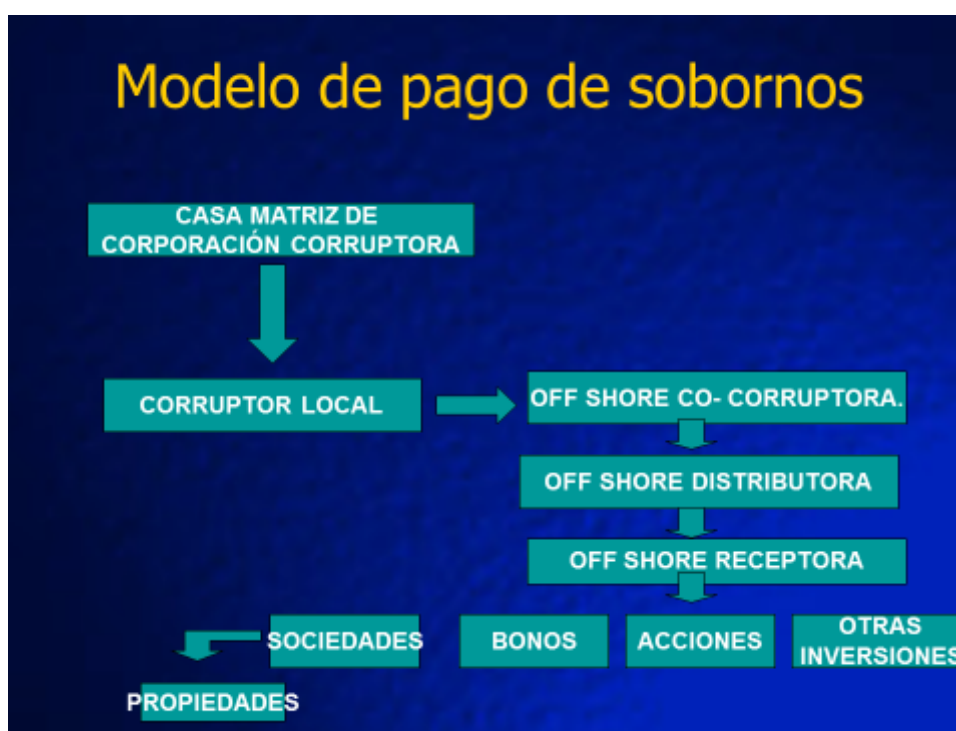 Modelo de pago de sobornos
CASA MATRIZ DE
CORPORACIÓN CORRUPTORA
CORRUPTOR LOCAL
OFF SHORE CO- CORRUPTORA.
OFF SHORE DISTRIBUTORA
OFF SHORE RECEPTORA
SOCIEDADES
BONOS
ACCIONES
OTRAS
INVERSIONES
PROPIEDADES